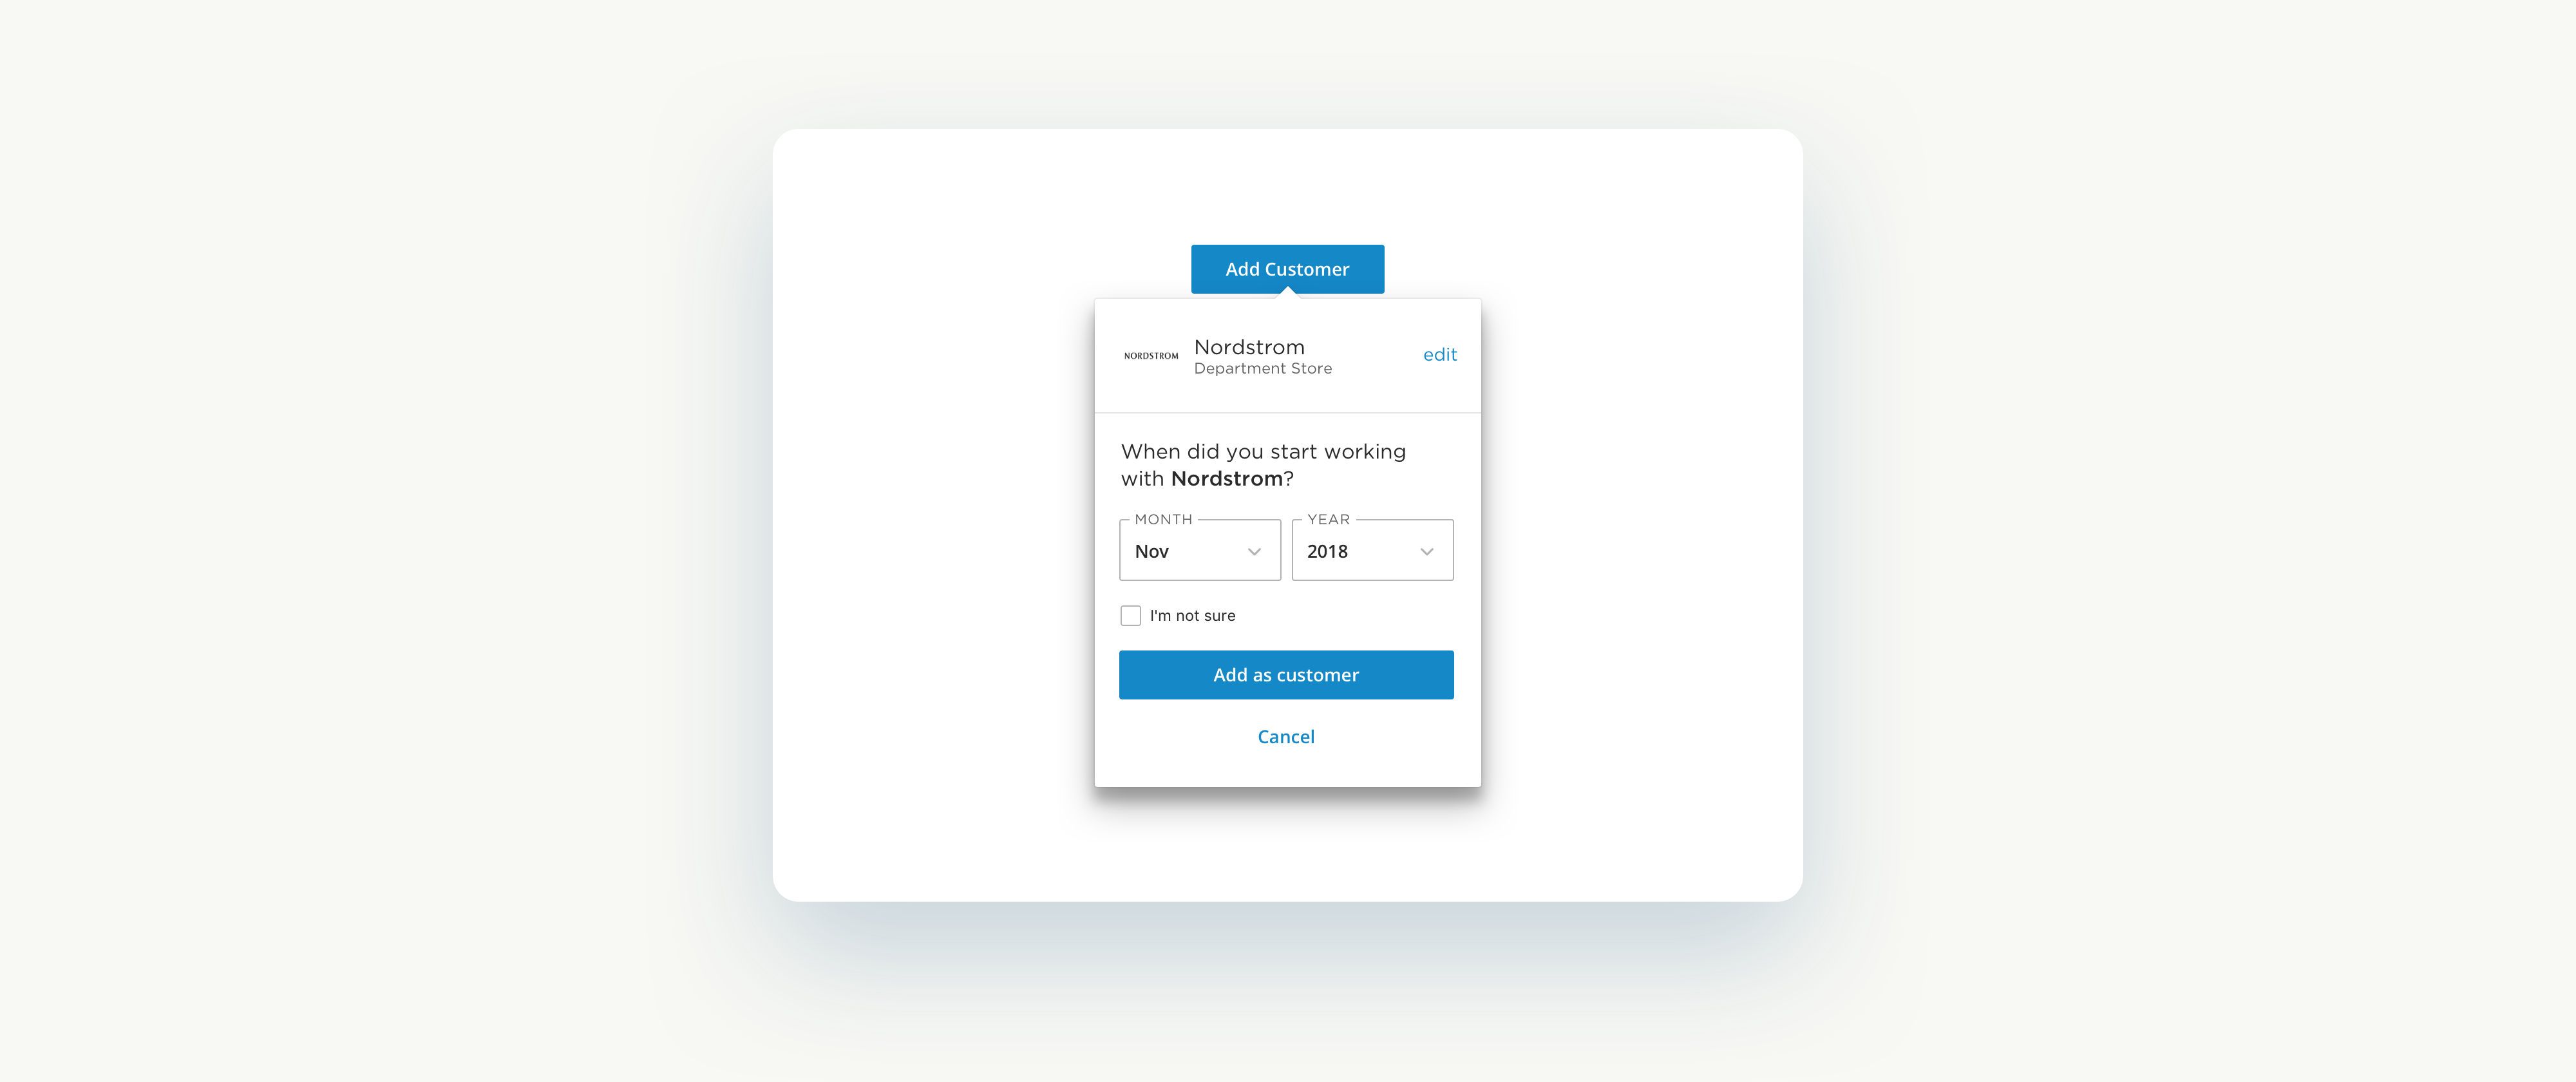 Add Customer
NORDSTROM
Nordstrom
Department Store
edit
When did you start working
with Nordstrom?
MONTH
Nov
YEAR
2018
I'm not sure
Add as customer
Cancel